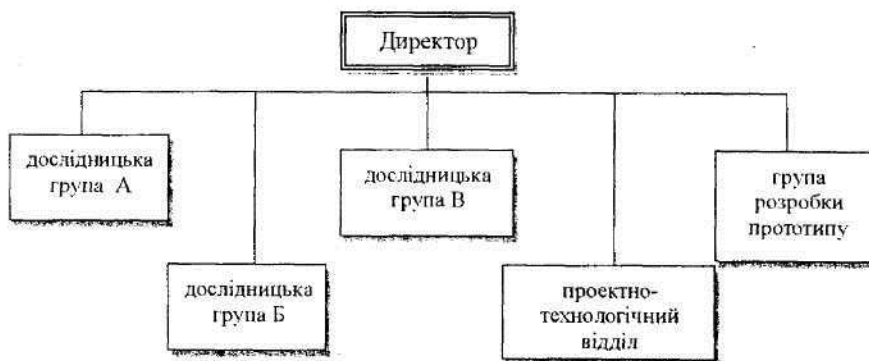 Директор
дослідницька
група А
дослідницька
група В
група
розробки
прототипу
дослідницька
група Б
проектно-
технологічний
відділ